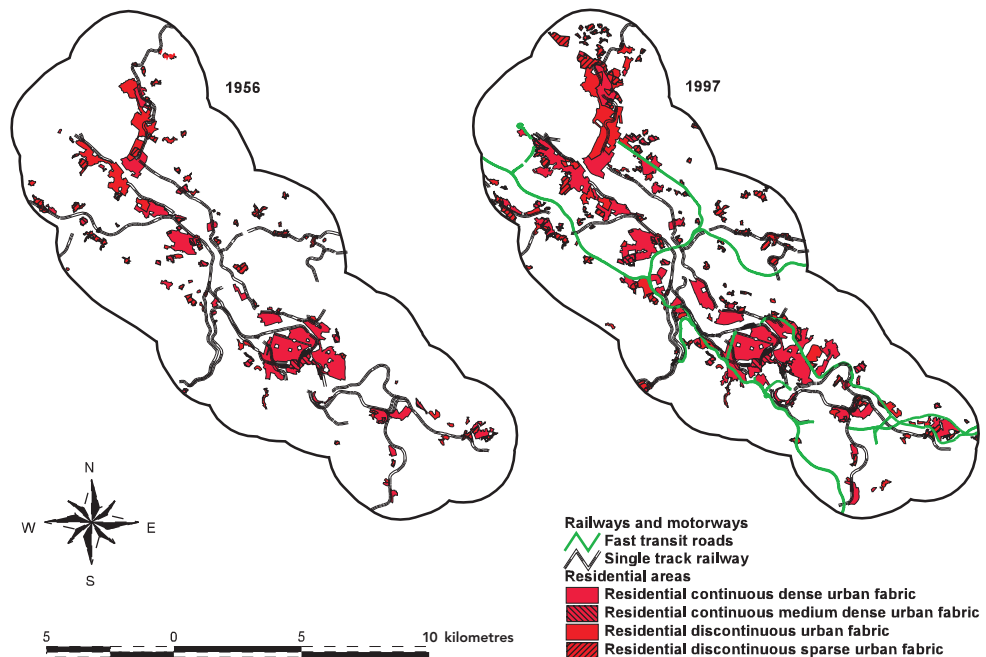 1956
1997
N
W E
S
5 0 5 10 kilometres
Railways and motorways
Fast transit roads
Single track railway
Residential areas
Residential continuous dense urban fabric
Residential continuous medium dense urban fabric
Residential discontinuous urban fabric
Residential discontinuous sparse urban fabric